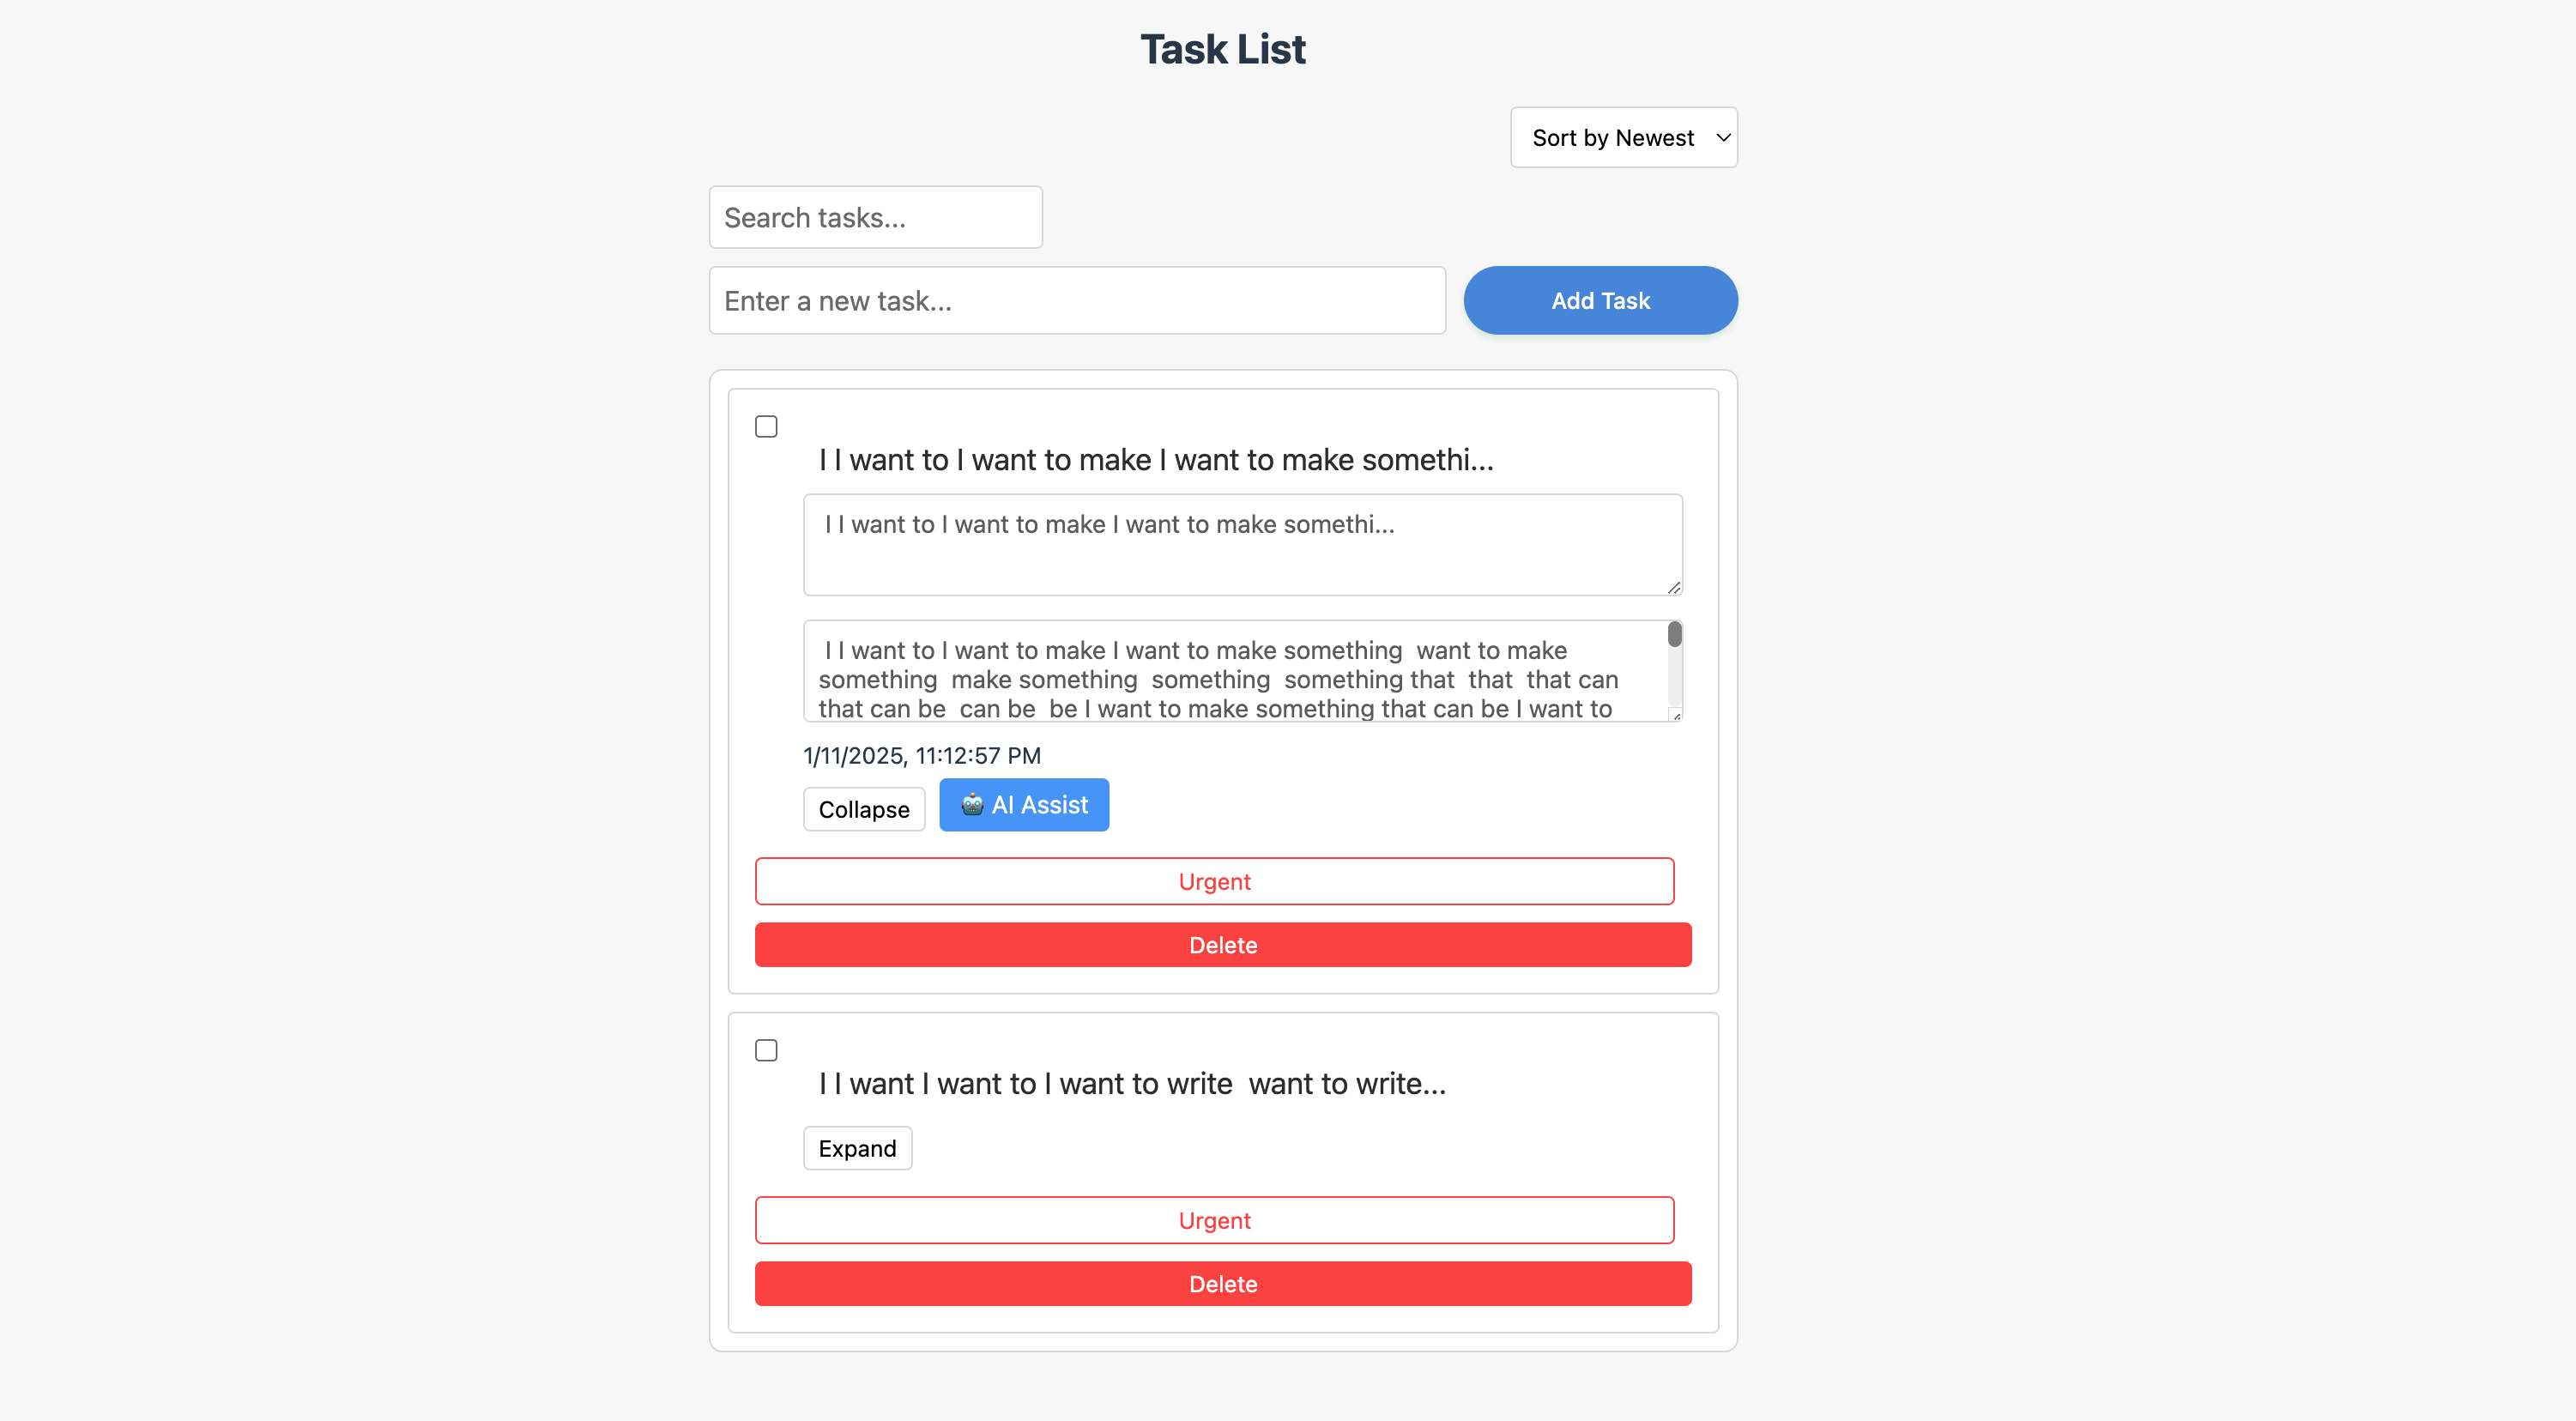 Task List
Sort by Newest
Search tasks...
Enter a new task...
Add Task
I I want to I want to make I want to make somethi...
I I want to I want to make I want to make somethi...
I I want to I want to make I want to make something  want to make
something  make something  something  something that  that  that can
that can be  can be  be I want to make something that can be I want to
1/11/2025, 11:12:57 PM
Collapse
🤖 AI Assist
Urgent
Delete
I I want I want to I want to write  want to write...
Expand
Urgent
Delete